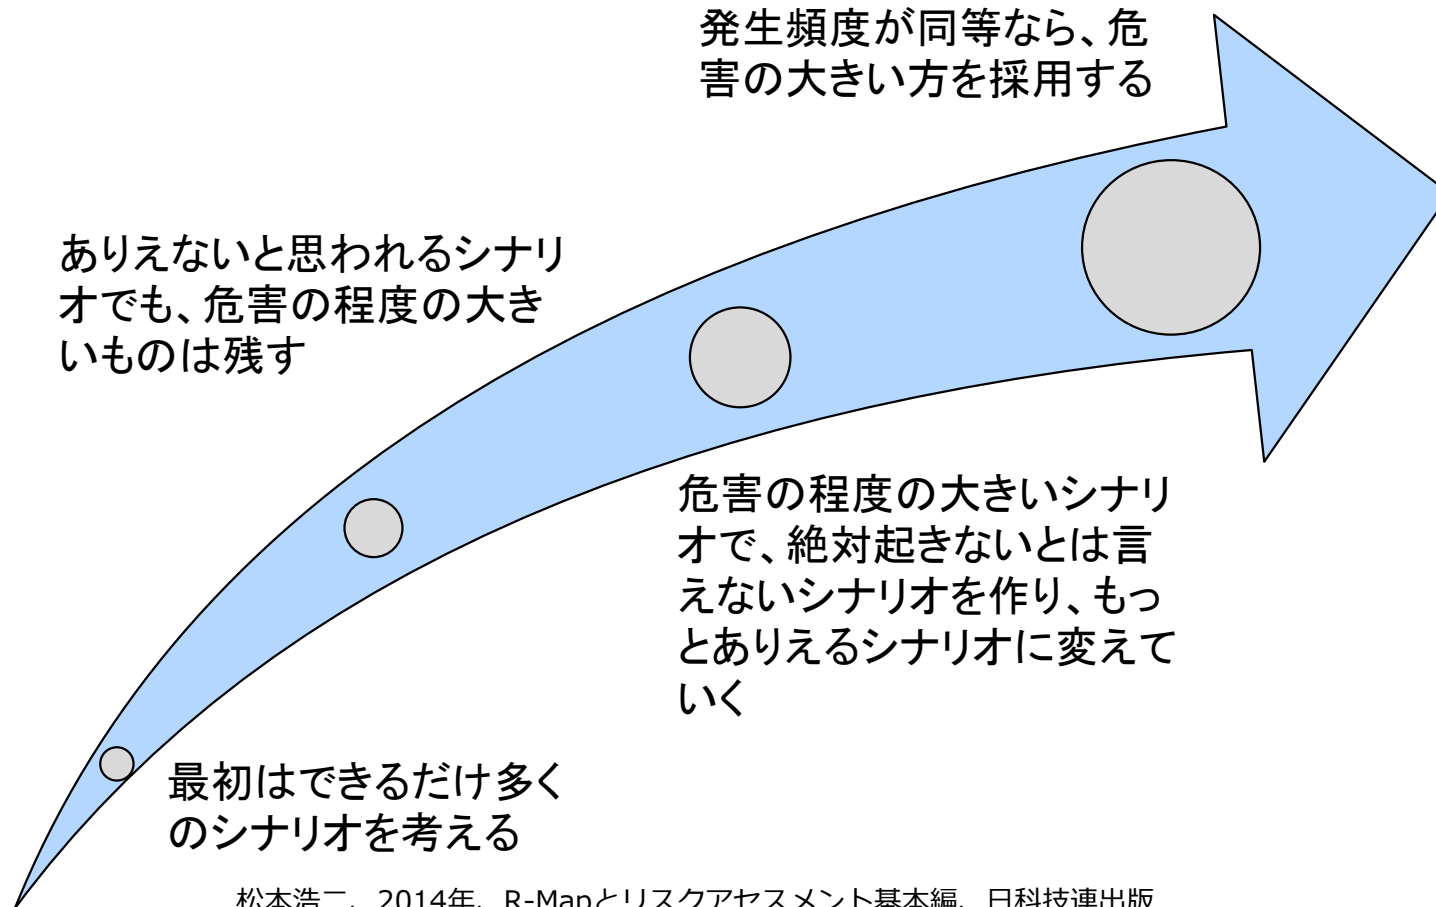 発生頻度が同等なら、危
害の大きい方を採用する
ありえないと思われるシナリ
オでも、危害の程度の大き
いものは残す
危害の程度の大きいシナリ
オで、絶対起きないとは言
えないシナリオを作り、もっ
とありえるシナリオに変えて
いく
最初はできるだけ多く
のシナリオを考える
松本浩二、2014年、R-Mapとリスクアセスメント基本編、日科技連出版